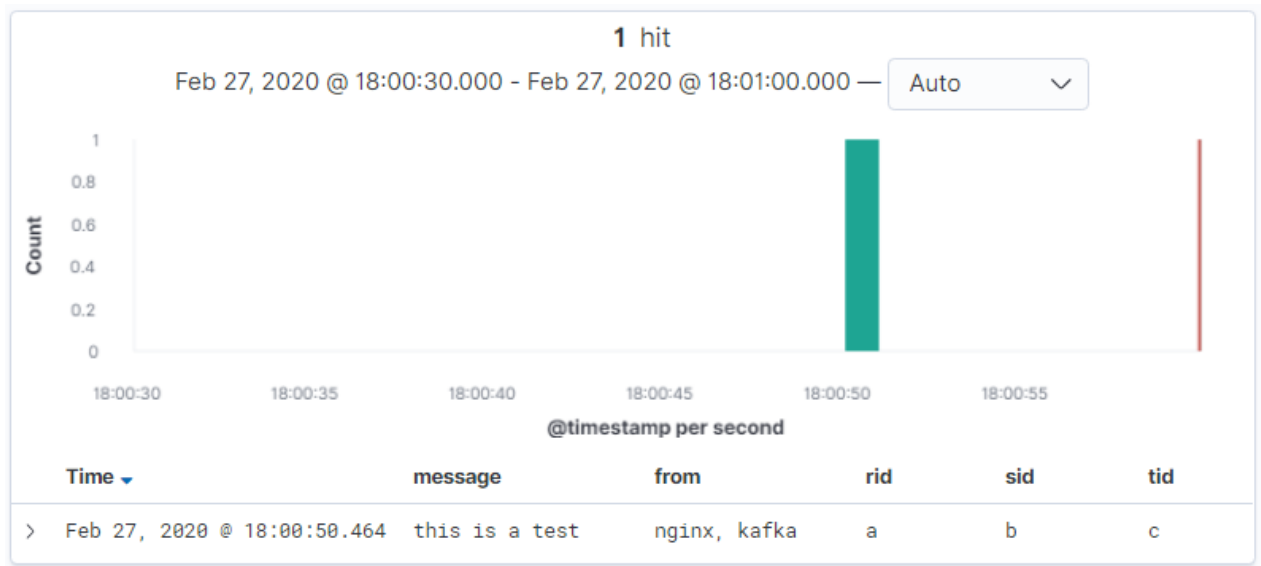 1 hit
Feb 27, 2020 @ 18:00:30.000 - Feb 27, 2020 @ 18:01:00.000 — Auto
1
0.8
0.6
0.4
0.2
0
Count
18:00:30 18:00:35 18:00:40 18:00:45 18:00:50 18:00:55
@timestamp per second
Time message from rid sid tid
Feb 27, 2020 @ 18:00:50.464 this is a test nginx, kafka a b c